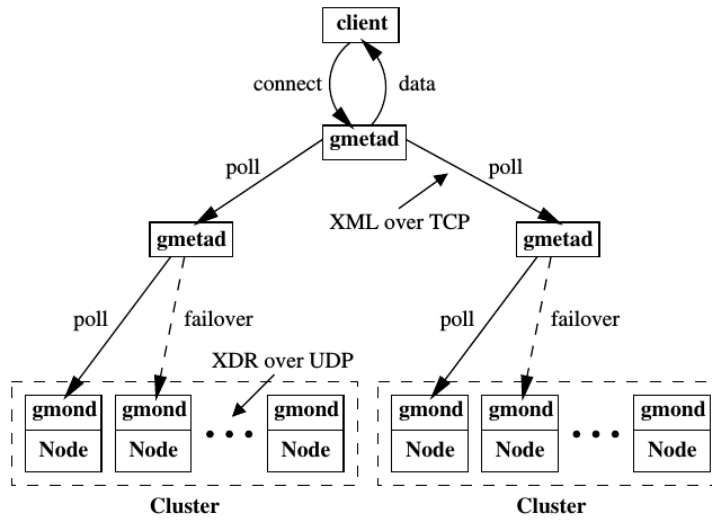 client
connect
data
gmetad
poll
poll
XML over TCP
gmetad
gmetad
poll
failover
poll
failover
XDR over UDP
gmond
gmond
gmond
gmond
gmond
gmond
Node
Node
• • •
Node
Node
Node
• • •
Node
Cluster
Cluster